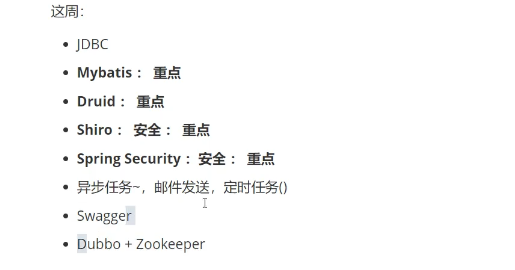 这周：
JDBC
Mybatis： 重点
Druid： 重点
Shiro： 安全： 重点
Spring Security：安全： 重点
异步任务~，邮件发送，定时任务()
Swagger
Dubbo + Zookeeper